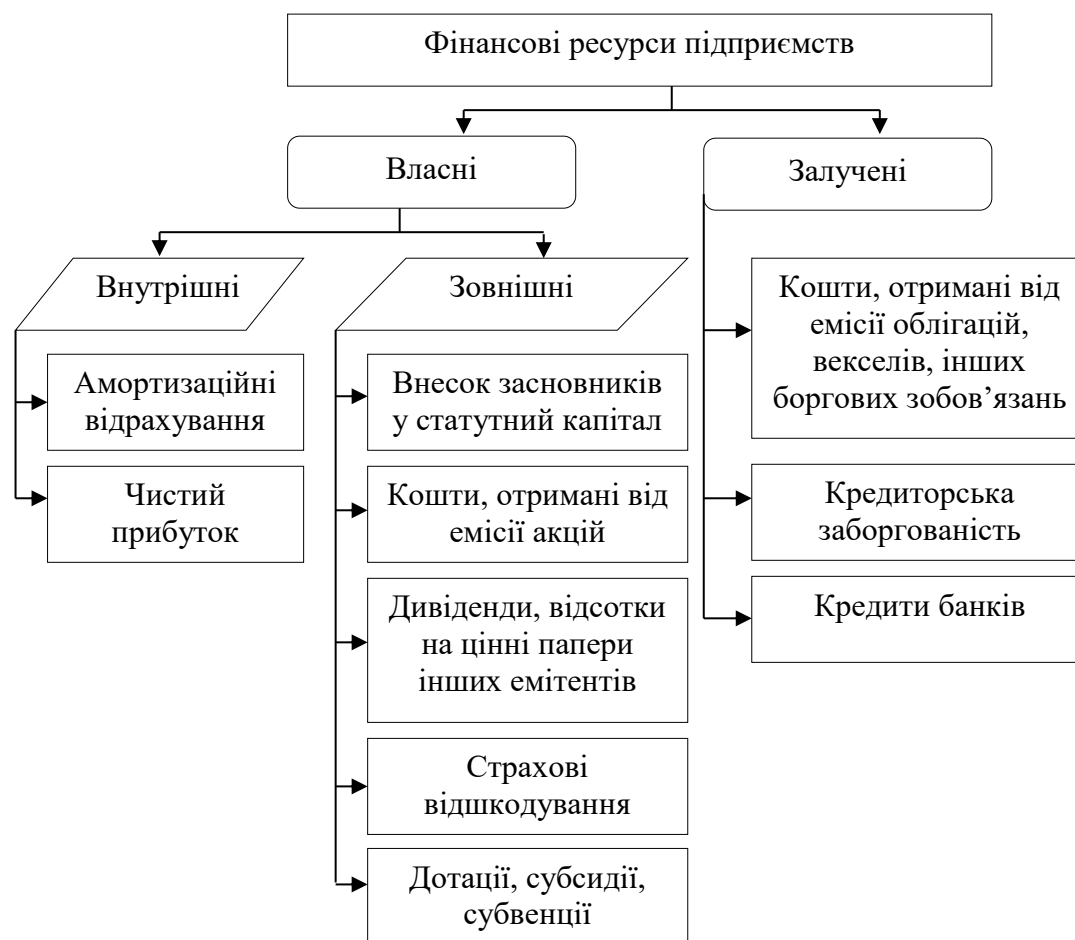 Фінансові ресурси підприємств
Власні
Залучені
Внутрішні
Зовнішні
Амортизаційні
відрахування
Чистий
прибуток
Внесок засновників
у статутний капітал
Кошти, отримані від
емісії акцій
Дивіденди, відсотки
на цінні папери
інших емітентів
Страхові
відшкодування
Дотації, субсидії,
субвенції
Кошти, отримані від
емісії облігацій,
векселів, інших
боргових зобов’язань
Кредиторська
заборгованість
Кредити банків